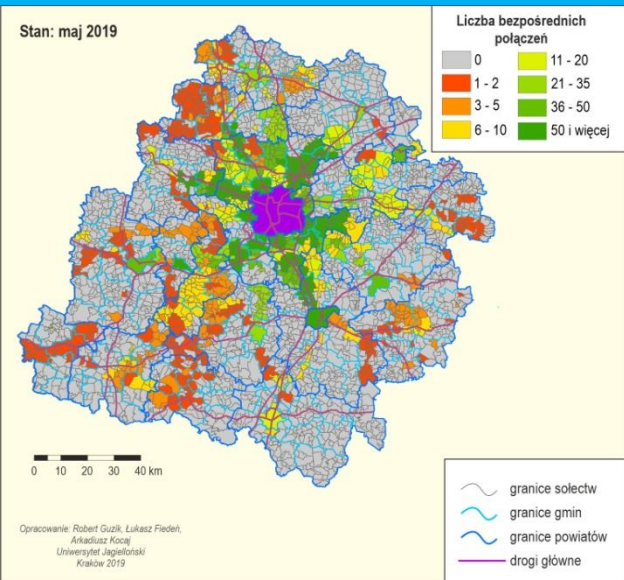 Stan: maj 2019
Liczba bezpośrednich
połączeń
0
1 - 2
3 - 5
6 - 10
11 - 20
21 - 35
36 - 50
50 i więcej
0 10 20 30 40 km
Opracowanie: Robert Guzik, Łukasz Fiedeń,
Arkadiusz Kocaj
Uniwersytet Jagielloński
Kraków 2019
granice sołectw
granice gmin
granice powiatów
drogi główne